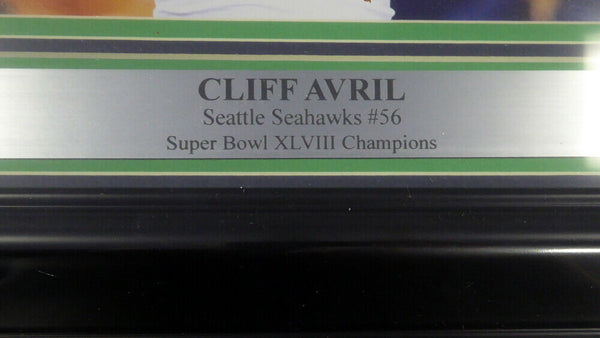 CLIFF AVRIL
Seattle Seahawks #56
Super Bowl XLVIII Champions